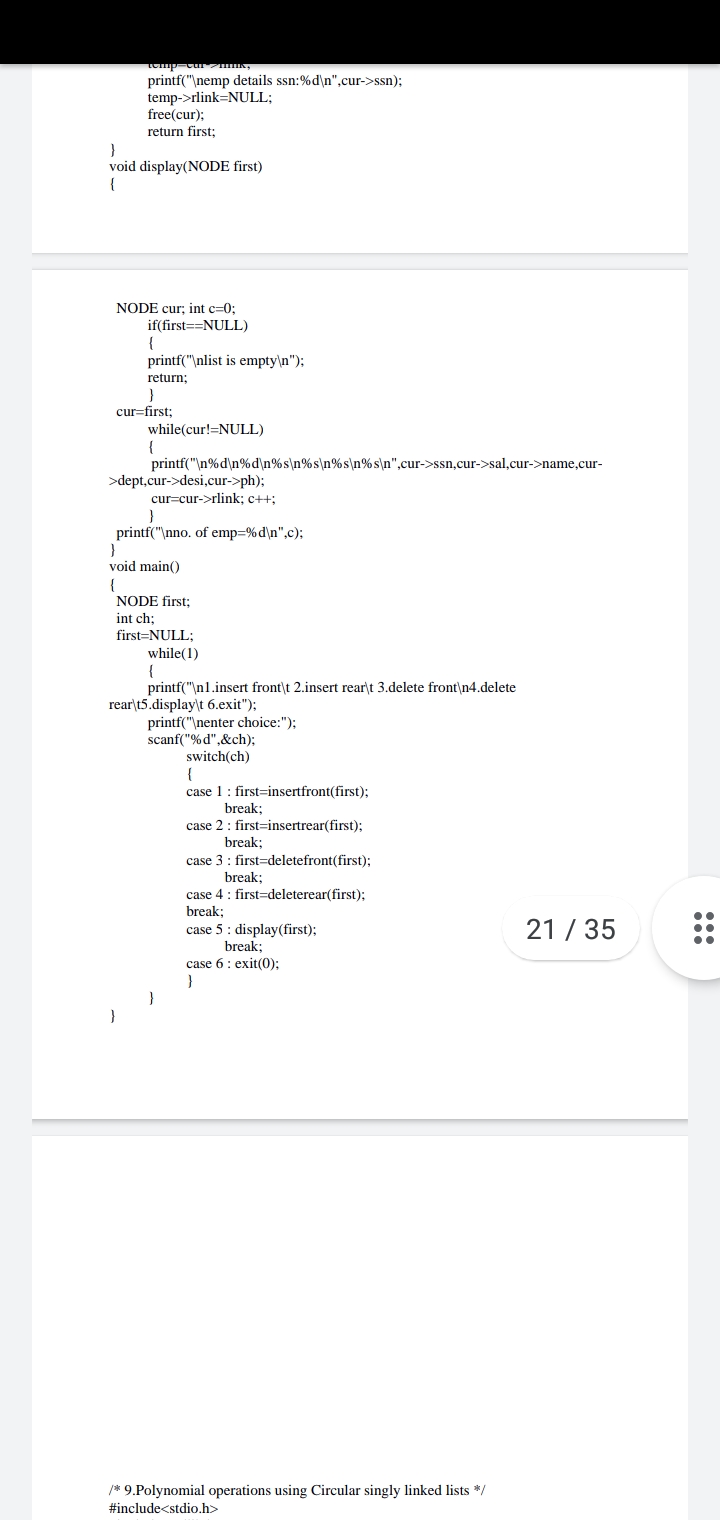 temp=cur->llink;
printf("\nemp details ssn:%d\n",cur->ssn);
temp->rlink=NULL;
free(cur);
return first;
}
void display(NODE first)
{
NODE cur; int c=0;
if(first==NULL)
{
printf("\nlist is empty\n");
return;
}
cur=first;
while(cur!=NULL)
{
printf("\n%d\n%d\n%s\n%s\n%s\n%s\n",cur->ssn,cur->sal,cur->name,cur-
>dept,cur->desi,cur->ph);
cur=cur->rlink; c++;
}
printf("\nno. of emp=%d\n",c);
}
void main()
{
NODE first;
int ch;
first=NULL;
while(1)
{
printf("\n1.insert front\t 2.insert rear\t 3.delete front\n4.delete
rear\t5.display\t 6.exit");
printf("\nenter choice:");
scanf("%d",&ch);
switch(ch)
{
case 1 : first=insertfront(first);
break;
case 2 : first=insertrear(first);
break;
case 3 : first=deletefront(first);
break;
case 4 : first=deleterear(first);
break;
case 5 : display(first);
break;
case 6 : exit(0);
}
}
}
21 / 35
/* 9.Polynomial operations using Circular singly linked lists */
#include<stdio.h>